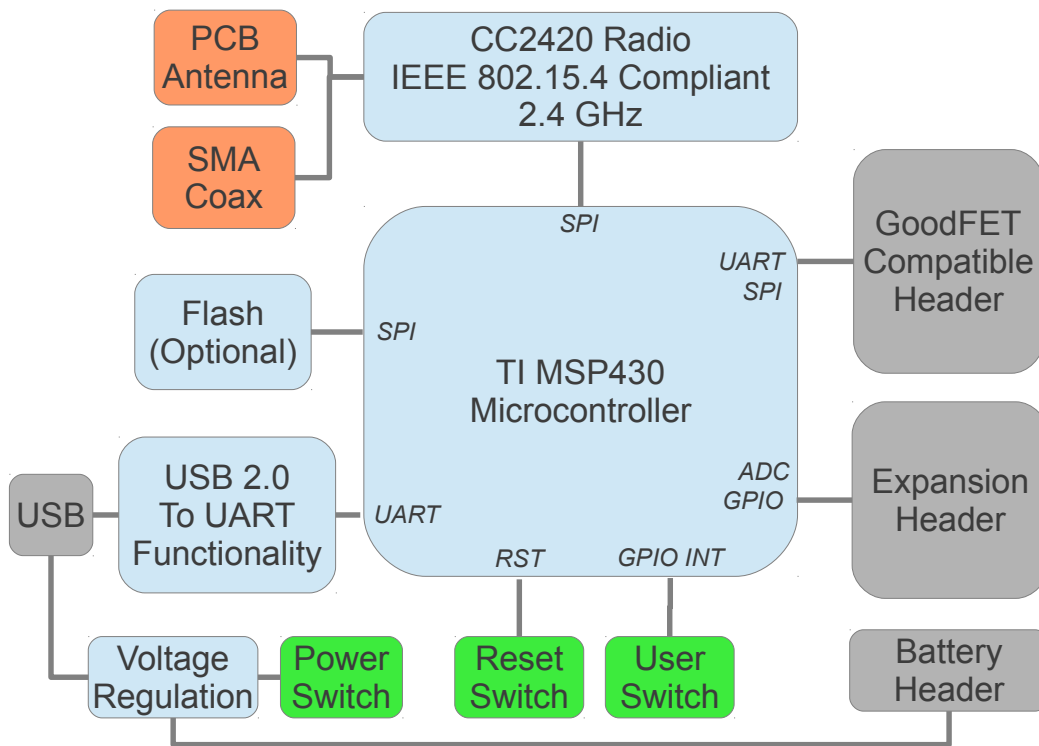 PCB
Antenna
CC2420 Radio
IEEE 802.15.4 Compliant
2.4 GHz
SMA
Coax
SPI
GoodFET
Compatible
Header
UART
SPI
Flash
(Optional)
SPI
TI MSP430
Microcontroller
USB
USB 2.0
To UART
Functionality
UART
ADC
GPIO
Expansion
Header
RST
GPIO INT
Voltage
Regulation
Power
Switch
Reset
Switch
User
Switch
Battery
Header